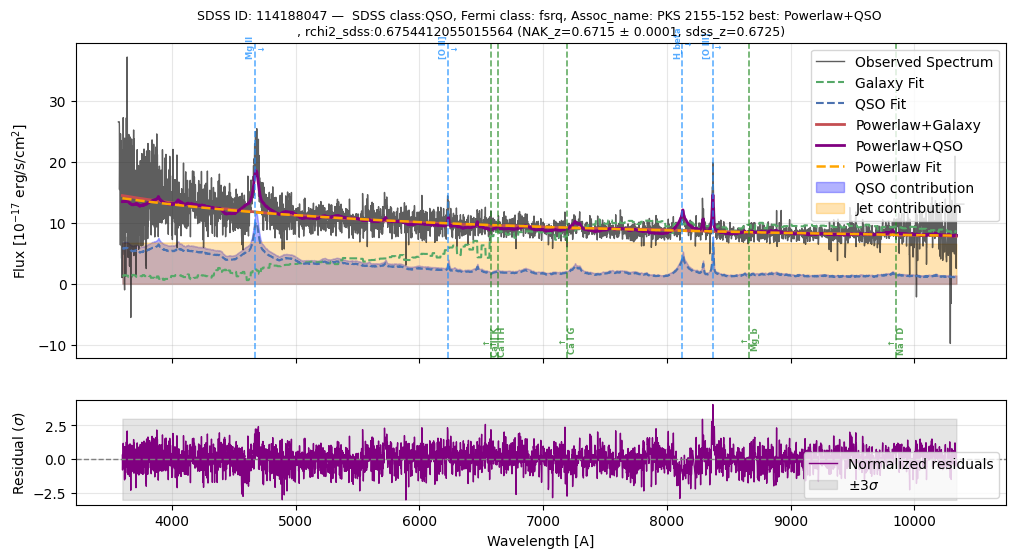 SDSS ID: 114188047 — SDSS class:QSO, Fermi class: fsrq, Assoc_name: PKS 2155-152 best: Powerlaw+QSO
, rchi2_sdss:0.6754412055015564 (NAK_z=0.6715 ± 0.0001, sdss_z=0.6725)
Flux [10⁻¹⁷ erg/s/cm²]
30
20
10
0
−10
Mg II
→
[O II]
→
H beta
→
[O III]
→
Observed Spectrum
Galaxy Fit
QSO Fit
Powerlaw+Galaxy
Powerlaw+QSO
Powerlaw Fit
QSO contribution
Jet contribution
← Ca II K
Ca II H
← Ca I G
← Mg_b
← Na I D
Residual (σ)
2.5
0.0
−2.5
Normalized residuals
±3σ
4000 5000 6000 7000 8000 9000 10000
Wavelength [A]